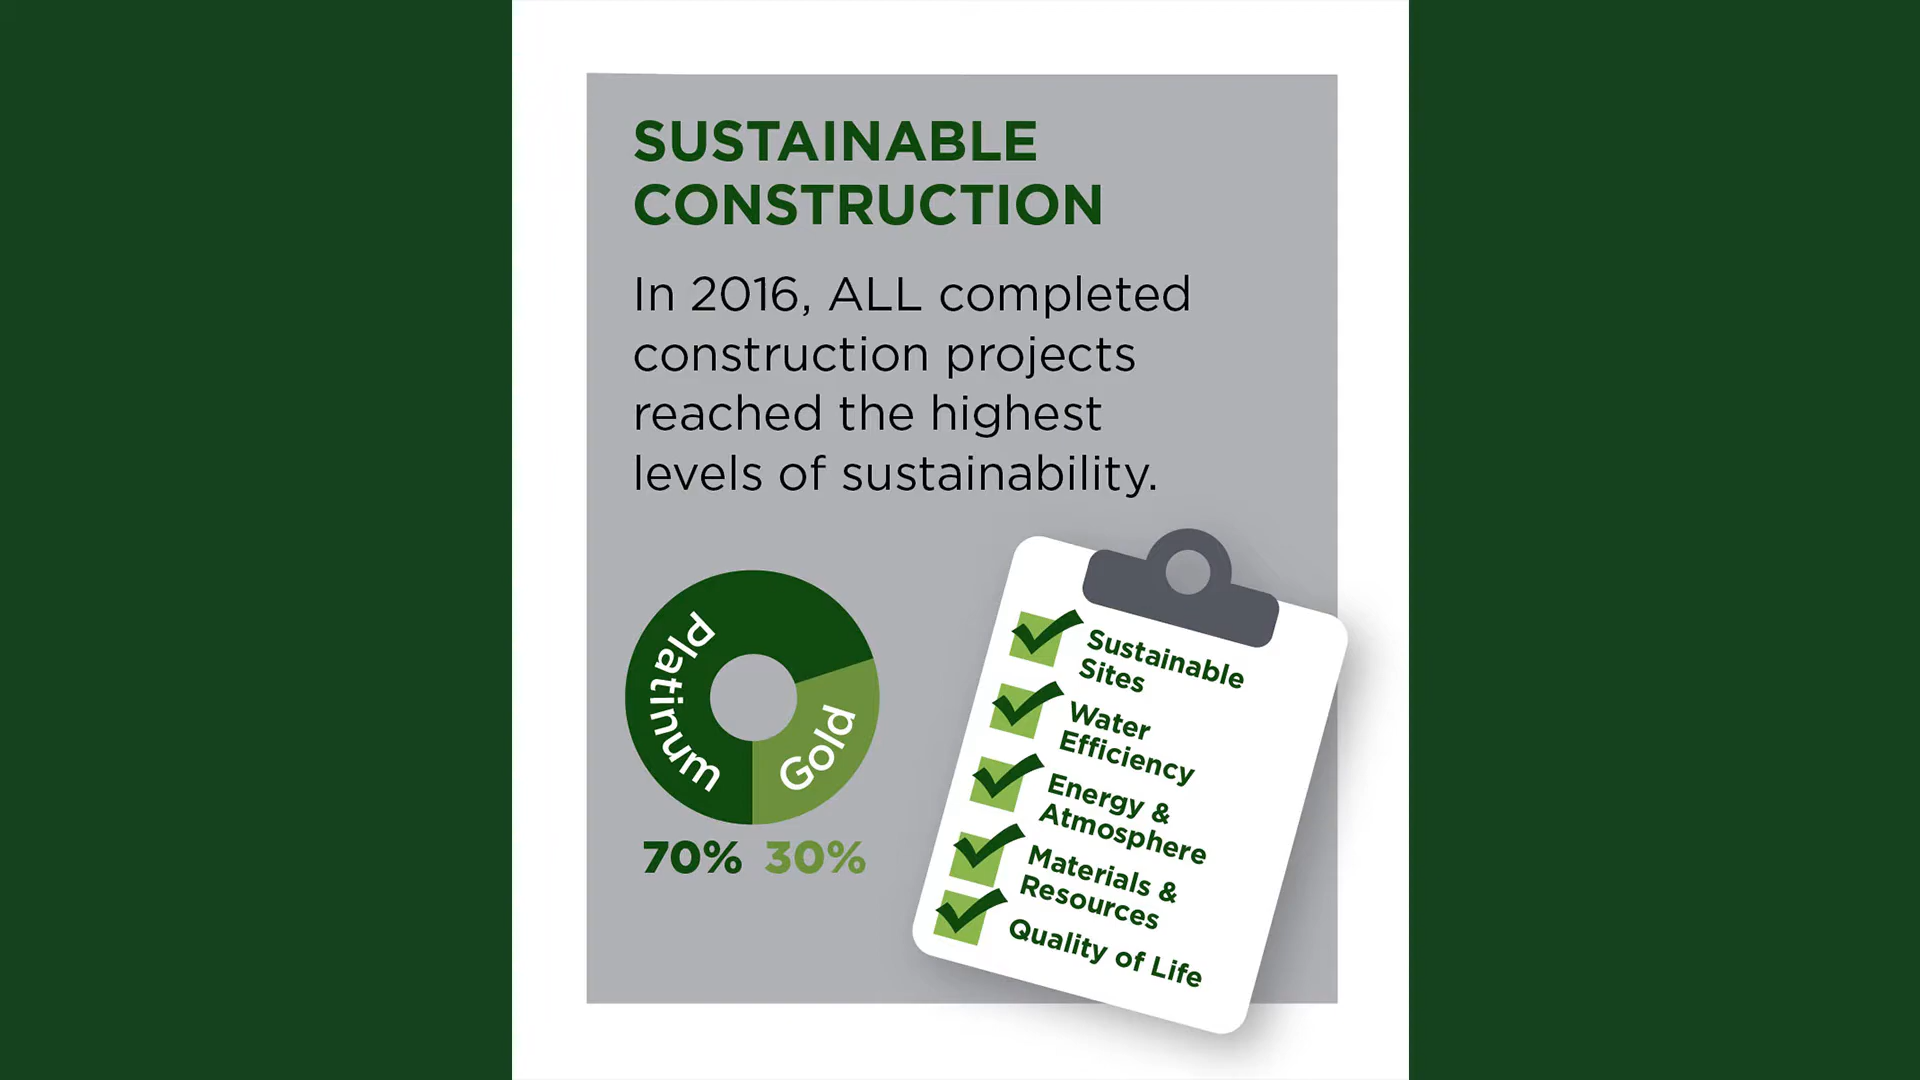 SUSTAINABLE
CONSTRUCTION
In 2016, ALL completed
construction projects
reached the highest
levels of sustainability.
Platinum
Gold
70% 30%
Sustainable
Sites
Water
Efficiency
Energy &
Atmosphere
Materials &
Resources
Quality of Life